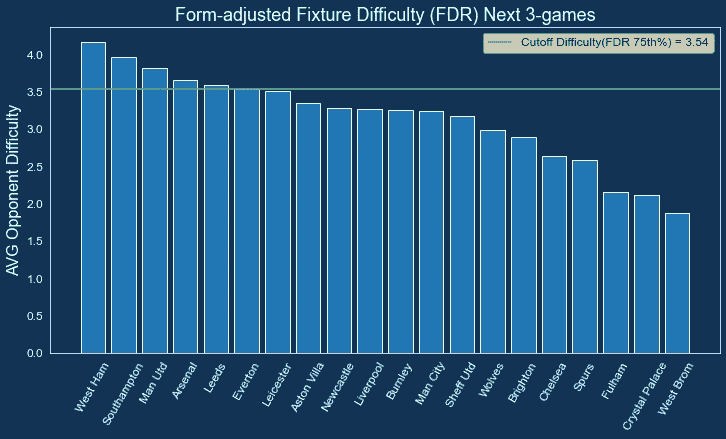 Form-adjusted Fixture Difficulty (FDR) Next 3-games
Cutoff Difficulty(FDR 75th%) = 3.54
AVG Opponent Difficulty
4.0
3.5
3.0
2.5
2.0
1.5
1.0
0.5
0.0
West Ham
Southampton
Man Utd
Arsenal
Leeds
Everton
Leicester
Aston Villa
Newcastle
Liverpool
Burnley
Man City
Sheff Utd
Wolves
Brighton
Chelsea
Spurs
Fulham
Crystal Palace
West Brom